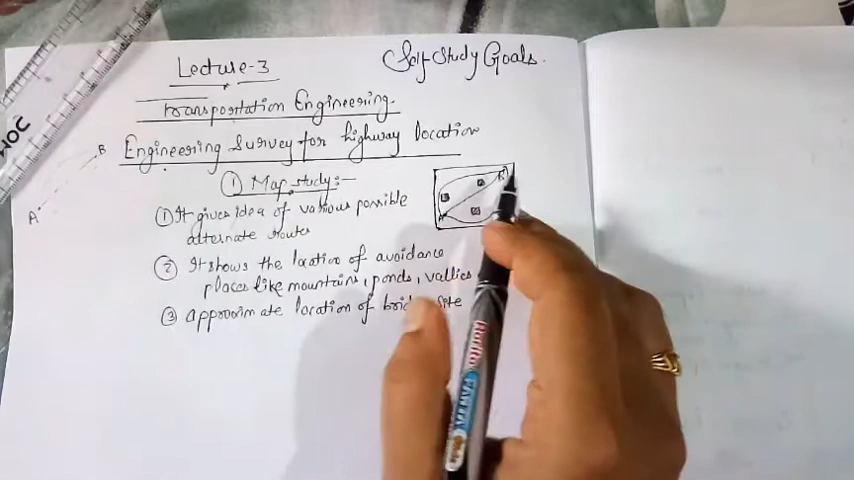 Lecture-3
Self-Study Goals.
Transportation Engineering.
Engineering Survey for highway location
① Map study:-
① It gives idea of various possible
alternate routes
② It shows the location of avoidance
places like mountains, ponds, vallies
③ approximate location of bridge site
A
B
A
B